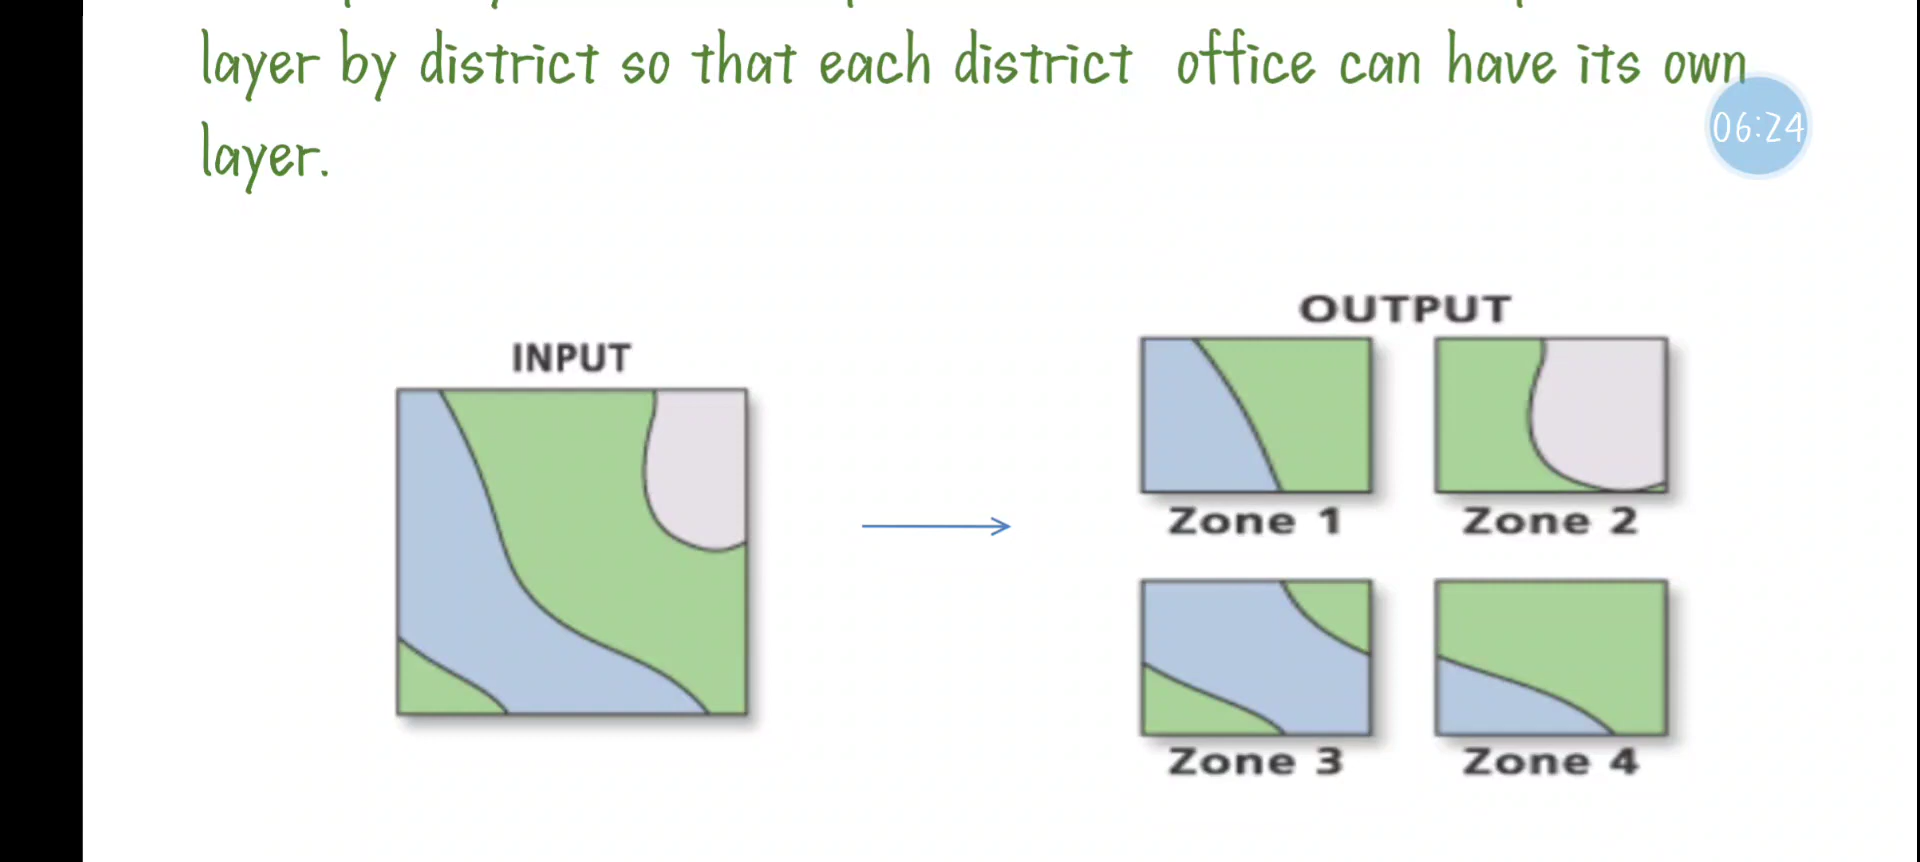 layer by district so that each district office can have its own
layer.
06:24
INPUT
OUTPUT
Zone 1
Zone 2
Zone 3
Zone 4